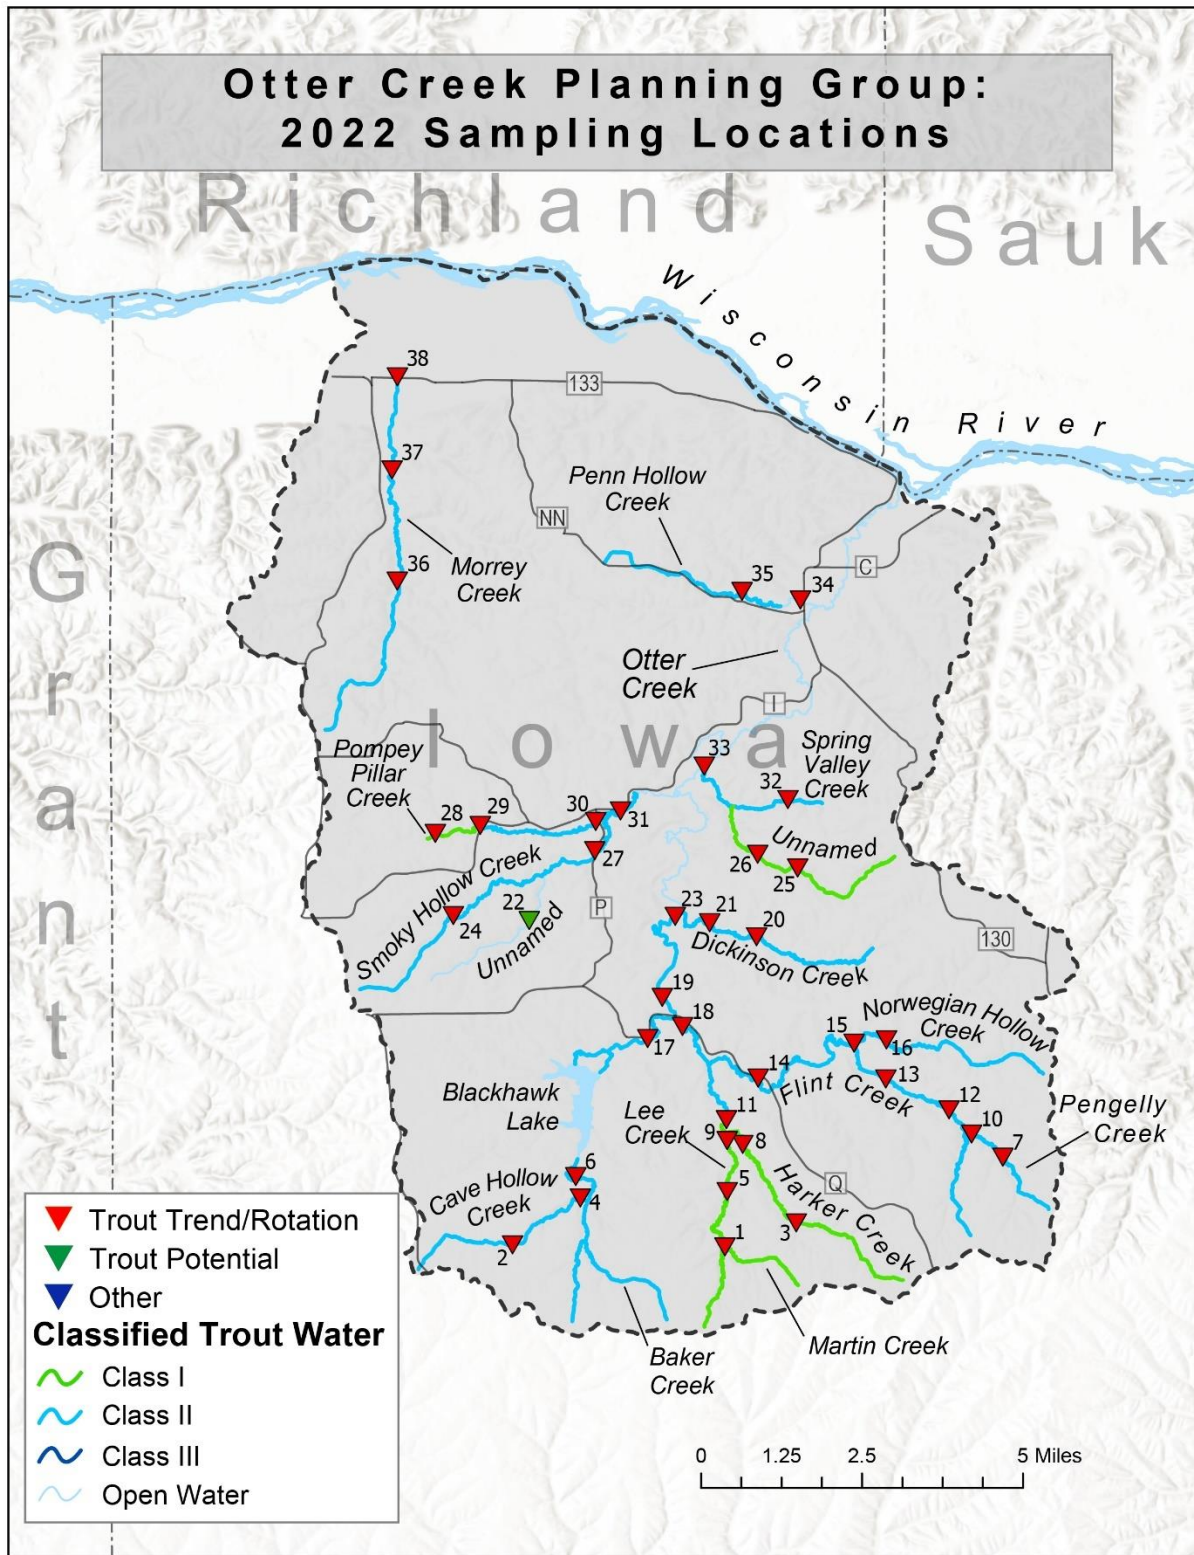 Otter Creek Planning Group:
2022 Sampling Locations
Richland
Sauk
Wisconsin River
38
133
37
Penn Hollow
Creek
NN
Grant
36
Morrey
Creek
35
34
C
Otter
Creek
I
Iowa
Pompey
Pillar
Creek
33
Spring
Valley
Creek
32
28
29
30
31
27
Unnamed
26
25
Smoky Hollow Creek
24
22
Unnamed
P
23
21
20
Dickinson Creek
130
19
18
17
Norwegian Hollow
Creek
15
16
14
13
Flint Creek
12
10
7
Pengelly
Creek
Blackhawk
Lake
Lee
Creek
11
9
8
5
Harker Creek
Q
3
1
6
Cave Hollow
Creek
4
2
Martin Creek
Baker
Creek
Trout Trend/Rotation
Trout Potential
Other
Classified Trout Water
Class I
Class II
Class III
Open Water
0 1.25 2.5 5 Miles